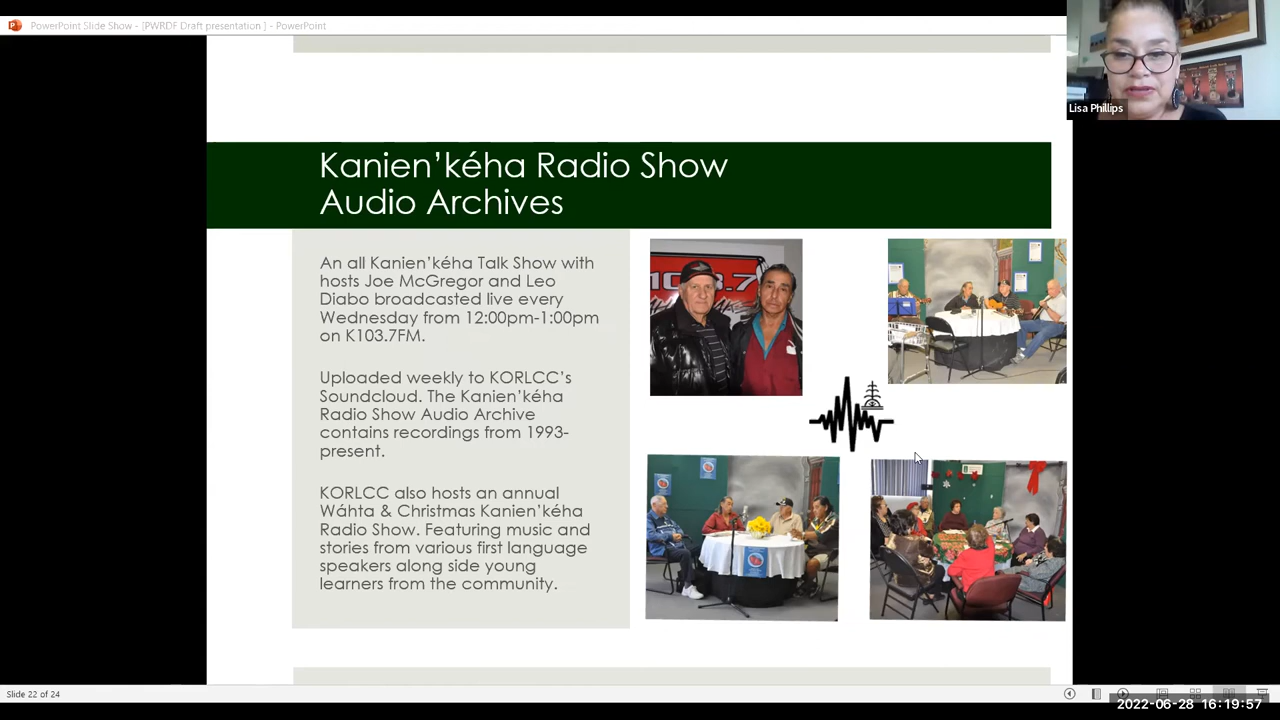 PowerPoint Slide Show - [PWRDF Draft presentation ] - PowerPoint
Lisa Phillips
Kanien’kéha Radio Show
Audio Archives
An all Kanien’kéha Talk Show with
hosts Joe McGregor and Leo
Diabo broadcasted live every
Wednesday from 12:00pm-1:00pm
on K103.7FM.
Uploaded weekly to KORLCC’s
Soundcloud. The Kanien’kéha
Radio Show Audio Archive
contains recordings from 1993-
present.
KORLCC also hosts an annual
Wáhta & Christmas Kanien’kéha
Radio Show. Featuring music and
stories from various first language
speakers along side young
learners from the community.
Slide 22 of 24
2022-06-28 16:19:57